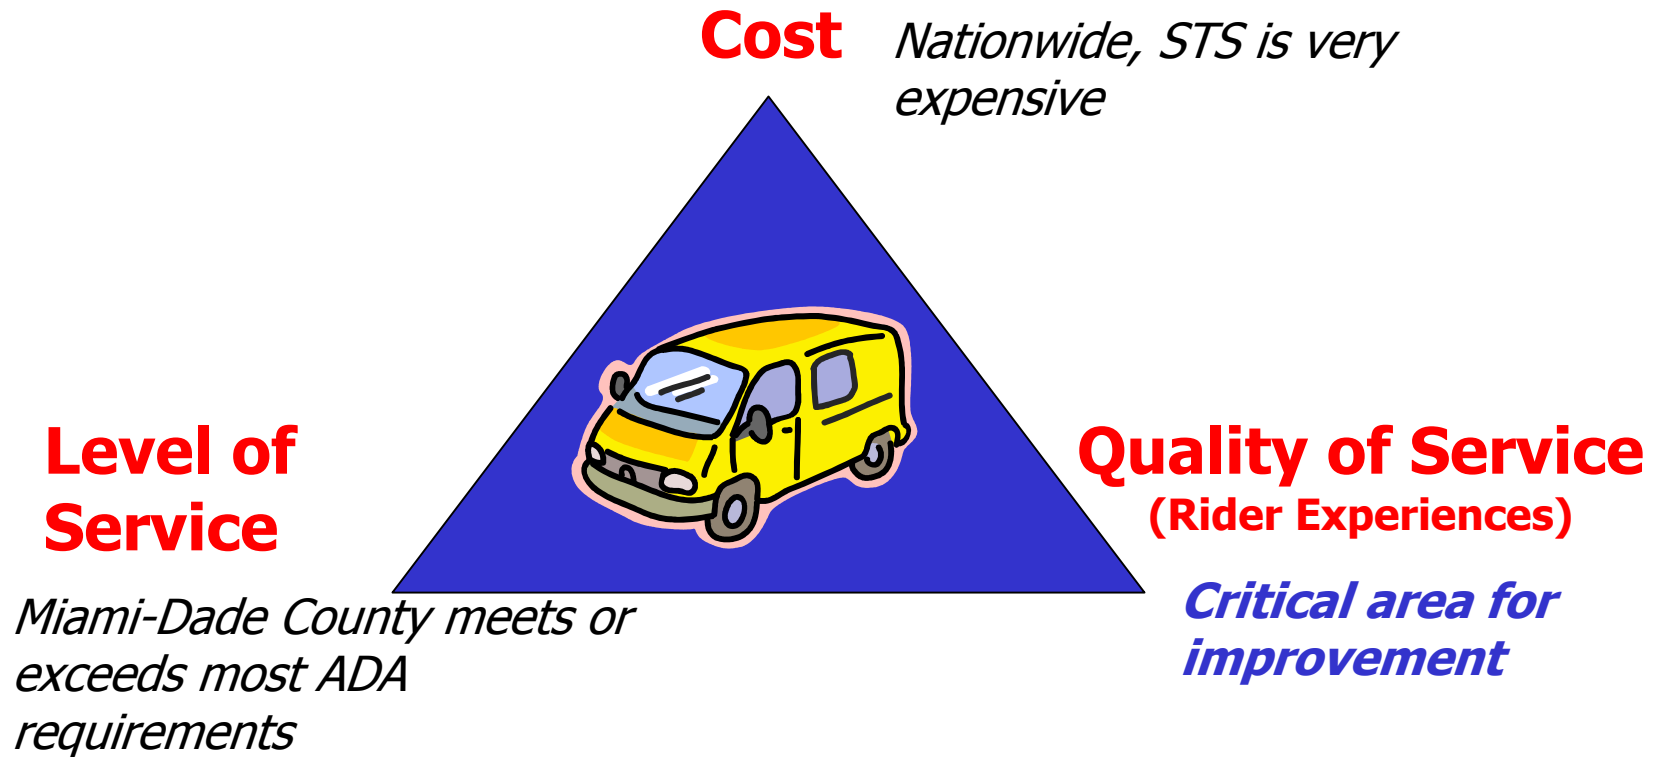 Cost
Nationwide, STS is very
expensive
Level of
Service
Miami-Dade County meets or
exceeds most ADA
requirements
Quality of Service
(Rider Experiences)
Critical area for
improvement